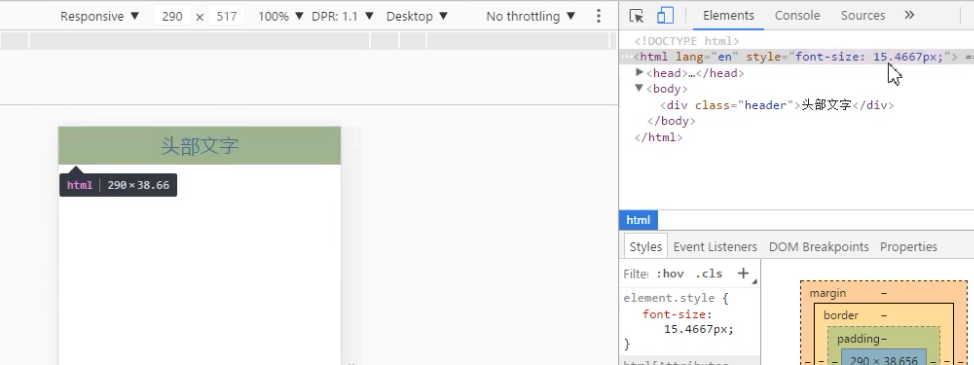 Responsive ▼ 290 × 517 100% ▼ DPR: 1.1 ▼ Desktop ▼ No throttling ▼
Elements Console Sources »
<!DOCTYPE html>
<html lang="en" style="font-size: 15.4667px;"> ==
▶<head>…</head>
▼<body>
<div class="header">头部文字</div>
</body>
</html>
头部文字
html 290×38.66
html
Styles Event Listeners DOM Breakpoints Properties
Filte :hov .cls +
element.style {
font-size:
15.4667px;
}
html[Attributes
margin –
border –
padding–
290 × 38.656